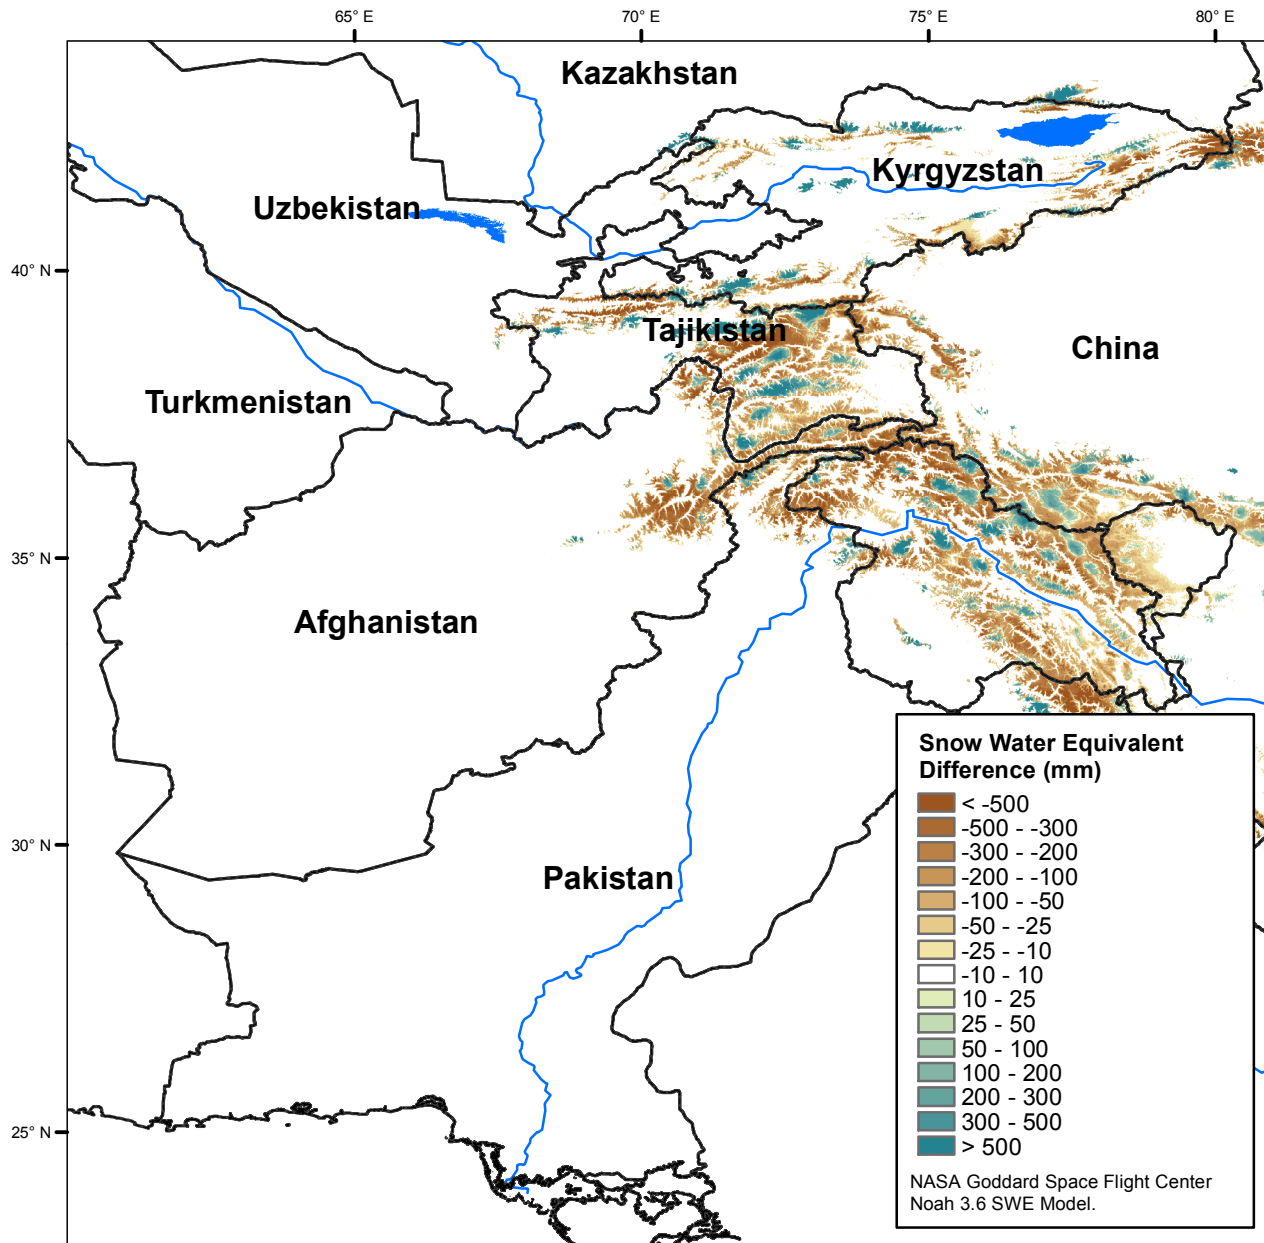 65° E
70° E
75° E
80° E
Kazakhstan
Kyrgyzstan
Uzbekistan
40° N
Tajikistan
China
Turkmenistan
35° N
Afghanistan
Snow Water Equivalent
Difference (mm)
< -500
-500 - -300
-300 - -200
-200 - -100
-100 - -50
-50 - -25
-25 - -10
-10 - 10
10 - 25
25 - 50
50 - 100
100 - 200
200 - 300
300 - 500
> 500
NASA Goddard Space Flight Center
Noah 3.6 SWE Model.
30° N
Pakistan
25° N